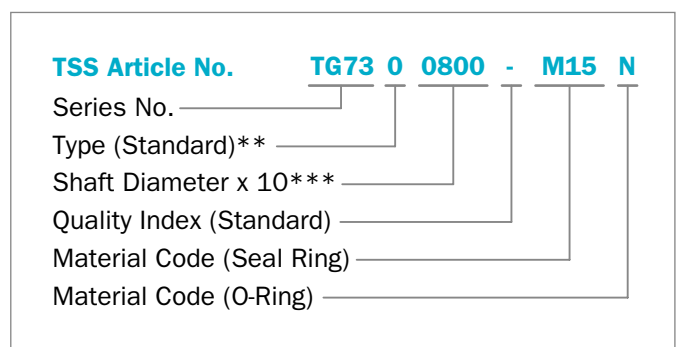 TSS Article No. TG73 0 0800 - M15 N
Series No.
Type (Standard)**
Shaft Diameter x 10***
Quality Index (Standard)
Material Code (Seal Ring)
Material Code (O-Ring)